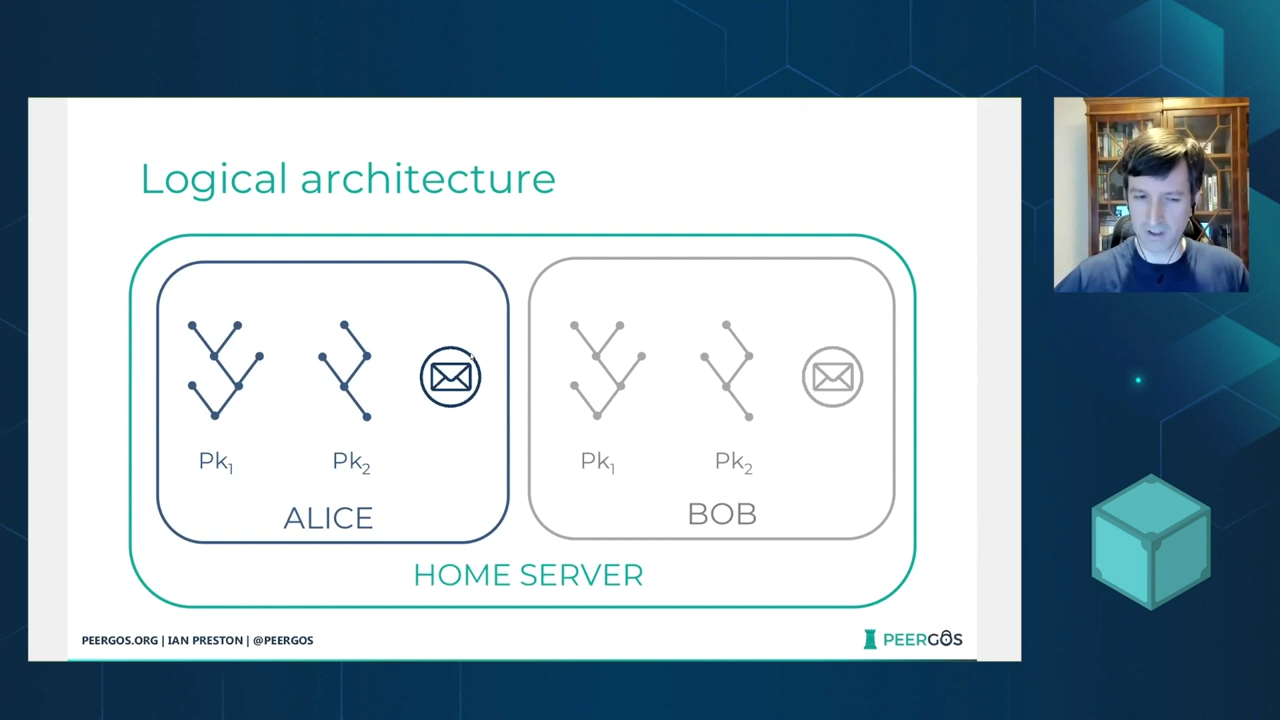 Logical architecture
Pk1
Pk2
ALICE
Pk1
Pk2
BOB
HOME SERVER
PEERGOS.ORG | IAN PRESTON | @PEERGOS
PEERGOS